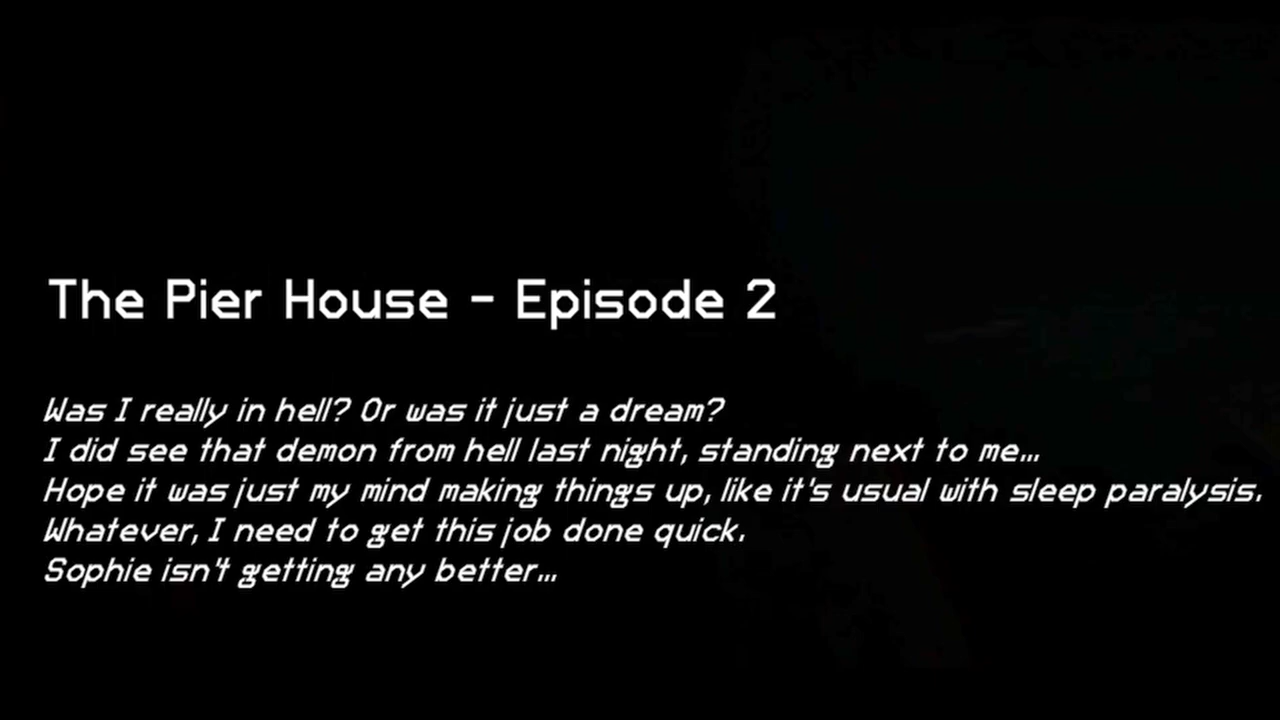 The Pier House - Episode 2
Was I really in hell? Or was it just a dream?
I did see that demon from hell last night, standing next to me...
Hope it was just my mind making things up, like it's usual with sleep paralysis.
Whatever, I need to get this job done quick.
Sophie isn't getting any better...